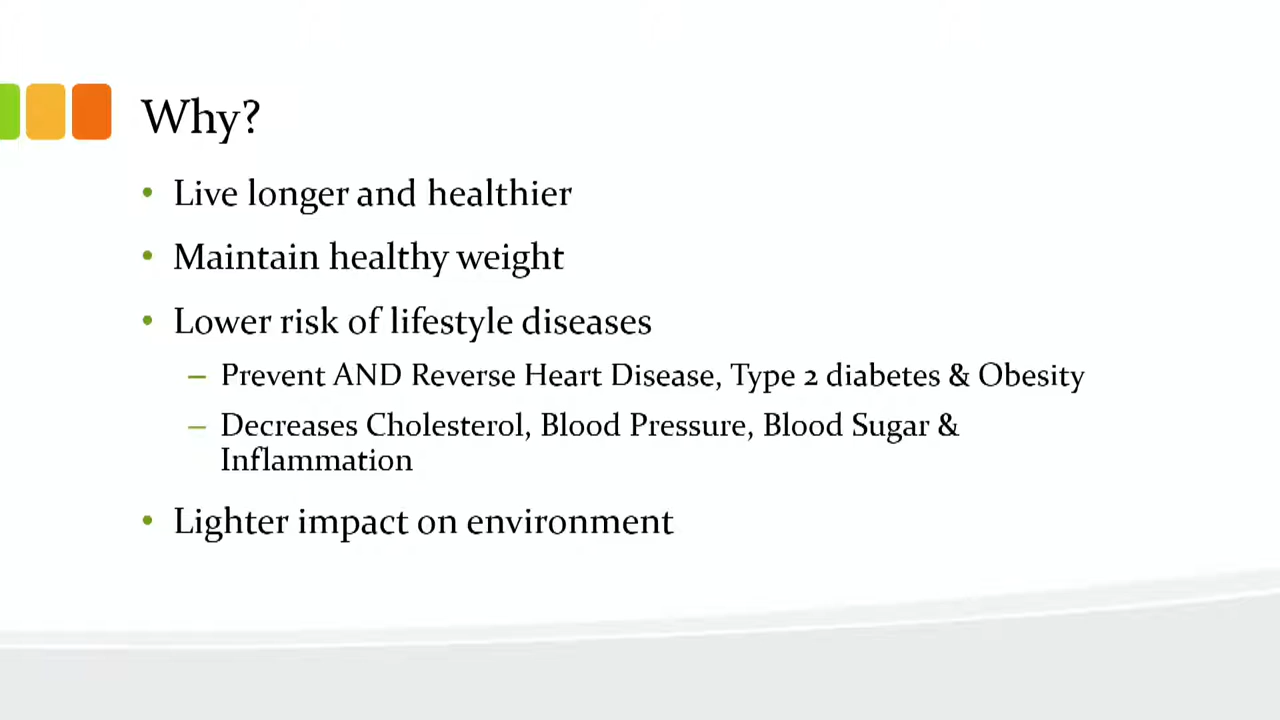 Why?
• Live longer and healthier
• Maintain healthy weight
• Lower risk of lifestyle diseases
– Prevent AND Reverse Heart Disease, Type 2 diabetes & Obesity
– Decreases Cholesterol, Blood Pressure, Blood Sugar &
Inflammation
• Lighter impact on environment